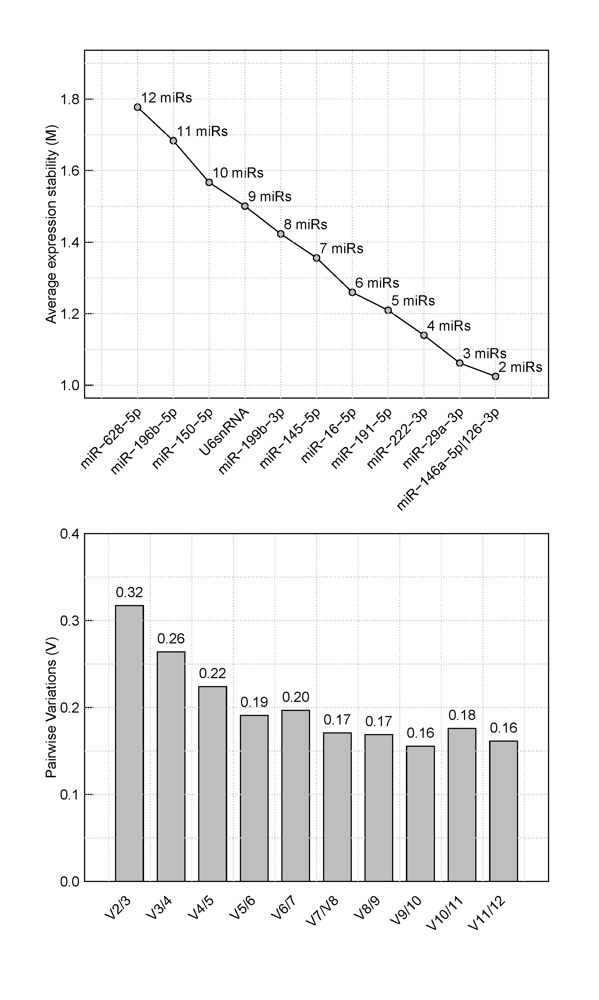 Average expression stability (M)
1.8
1.6
1.4
1.2
1.0
12 miRs
11 miRs
10 miRs
9 miRs
8 miRs
7 miRs
6 miRs
5 miRs
4 miRs
3 miRs
2 miRs
miR−628−5p
miR−196b−5p
miR−150−5p
U6snRNA
miR−199b−3p
miR−145−5p
miR−16−5p
miR−191−5p
miR−222−3p
miR−29a−3p
miR−146a−5p|126−3p
Pairwise Variations (V)
0.4
0.3
0.2
0.1
0.0
0.32
0.26
0.22
0.19
0.20
0.17
0.17
0.16
0.18
0.16
V2/3
V3/4
V4/5
V5/6
V6/7
V7/V8
V8/9
V9/10
V10/11
V11/12